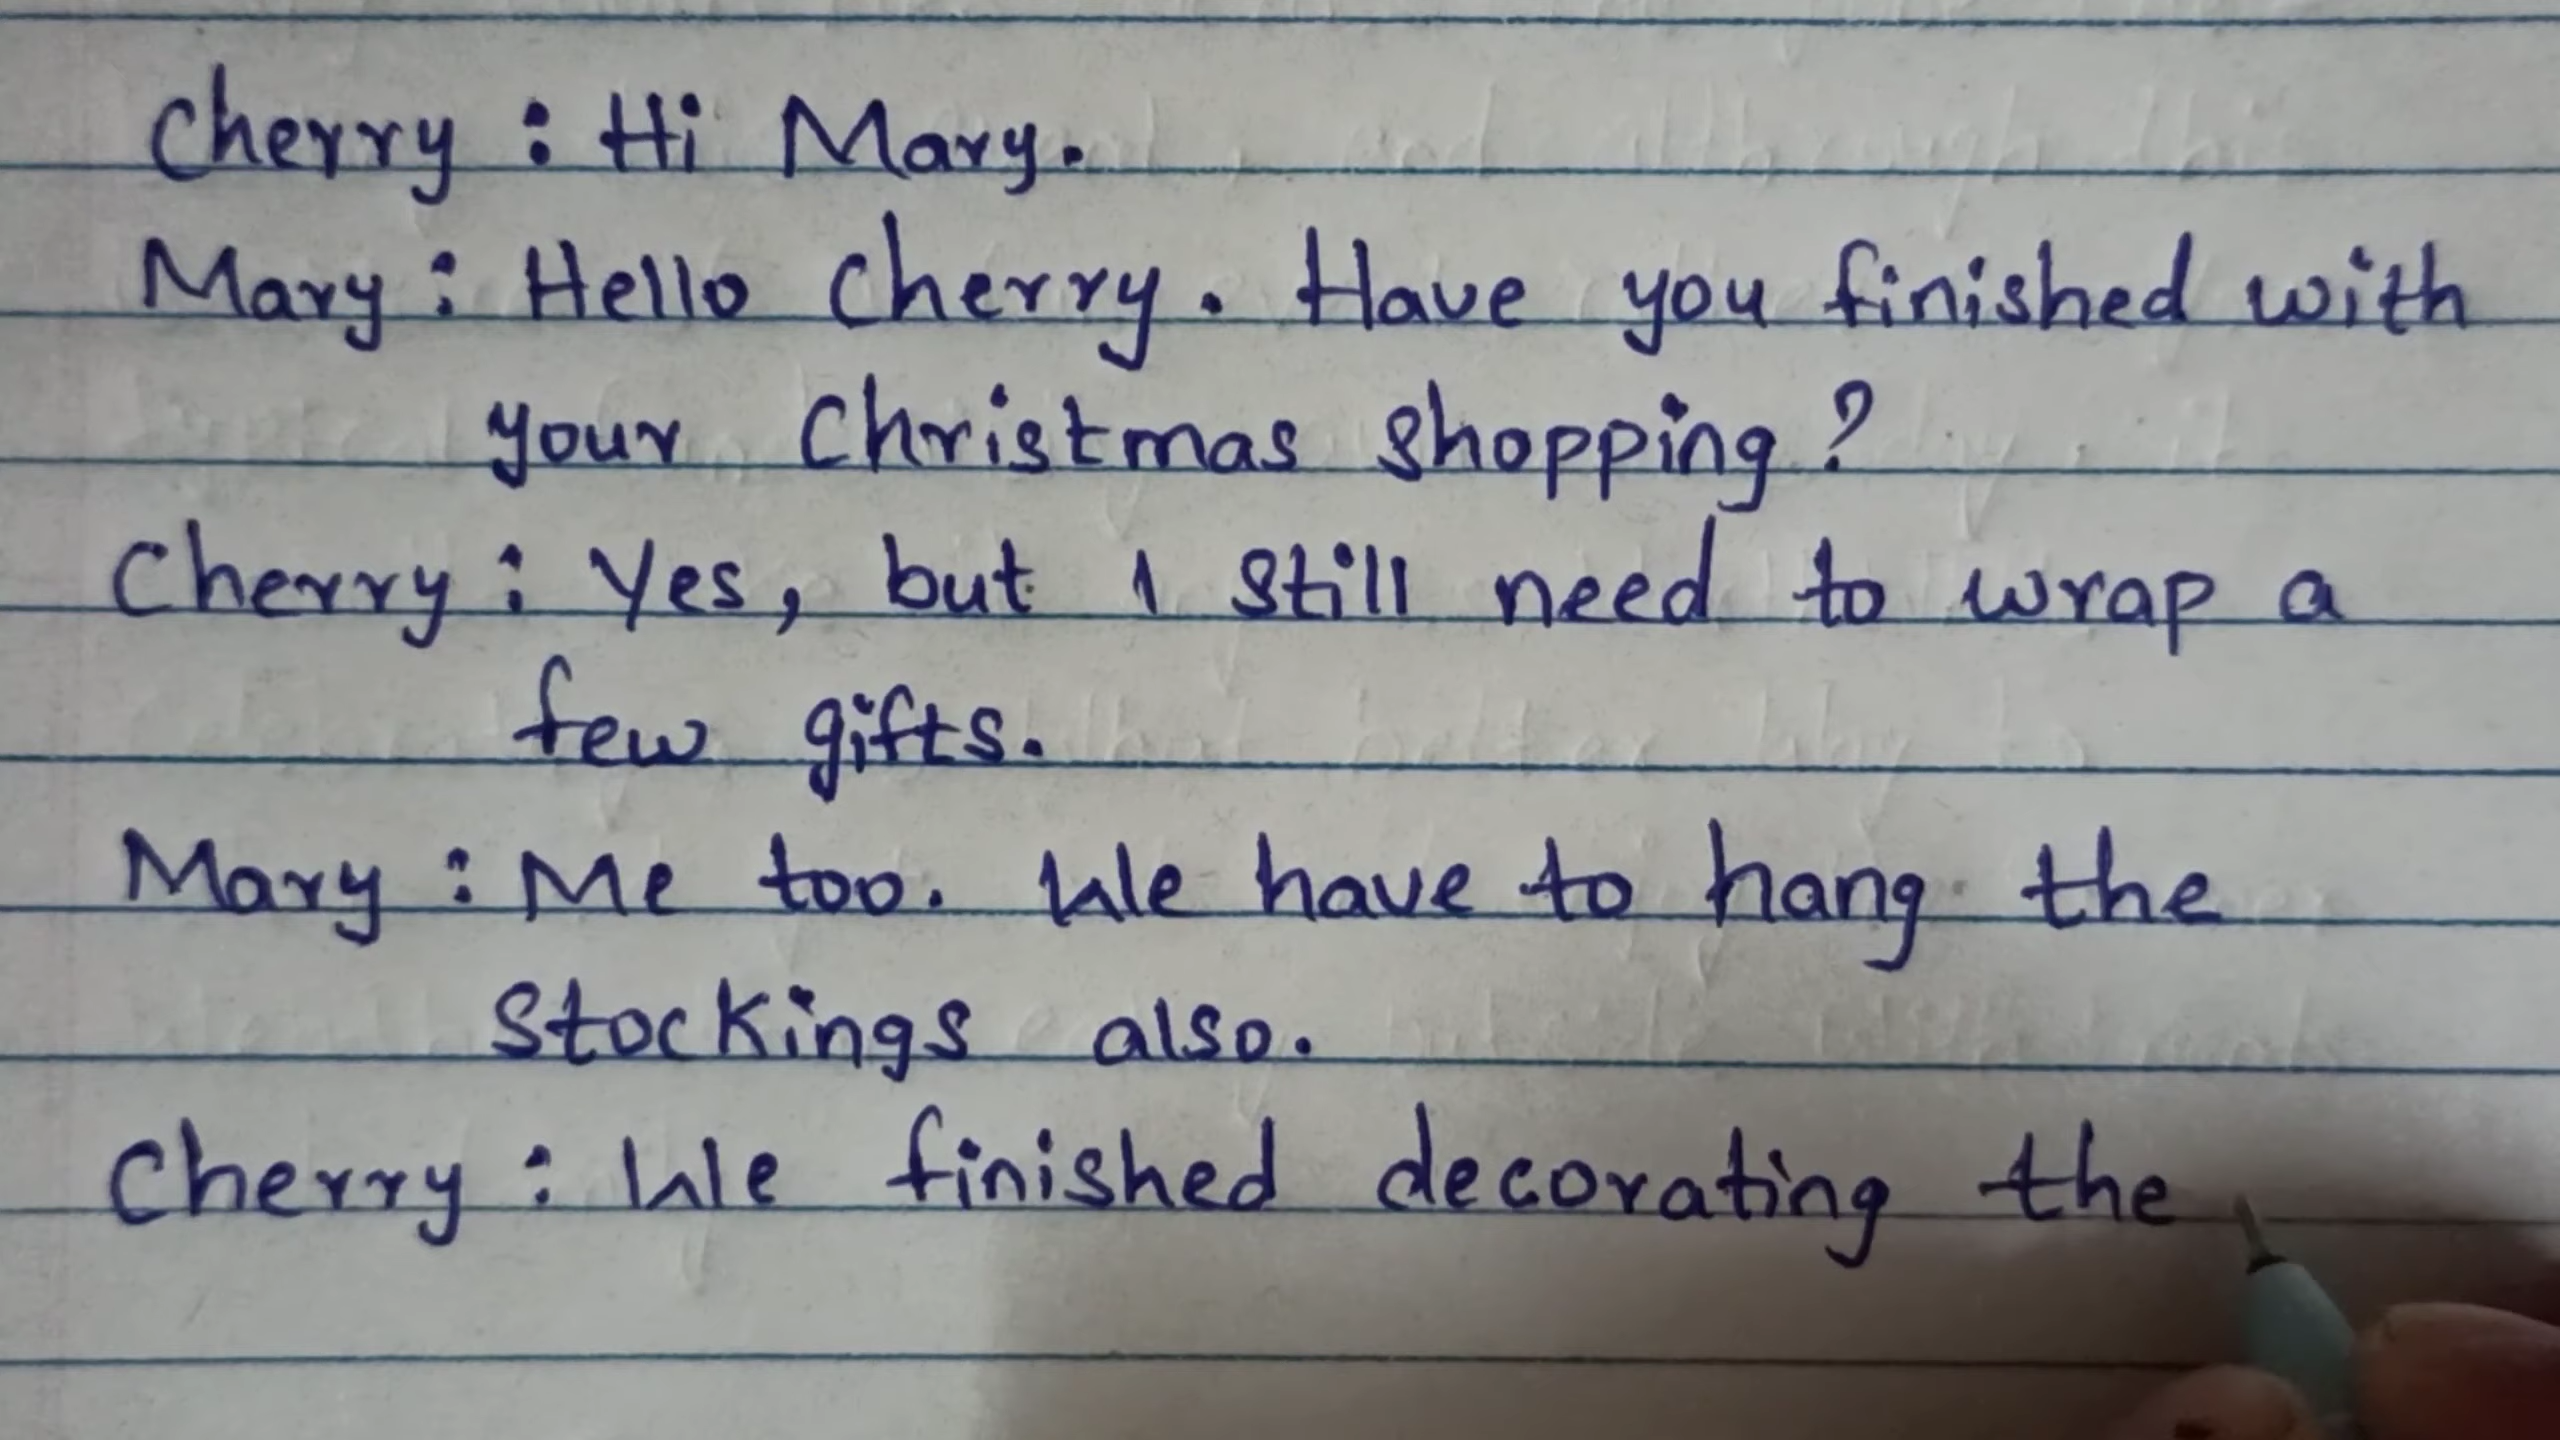 Cherry : Hi Mary.
Mary : Hello Cherry. Have you finished with
your Christmas shopping ?
Cherry : Yes, but I still need to wrap a
few gifts.
Mary : Me too. We have to hang the
stockings also.
Cherry : We finished decorating the